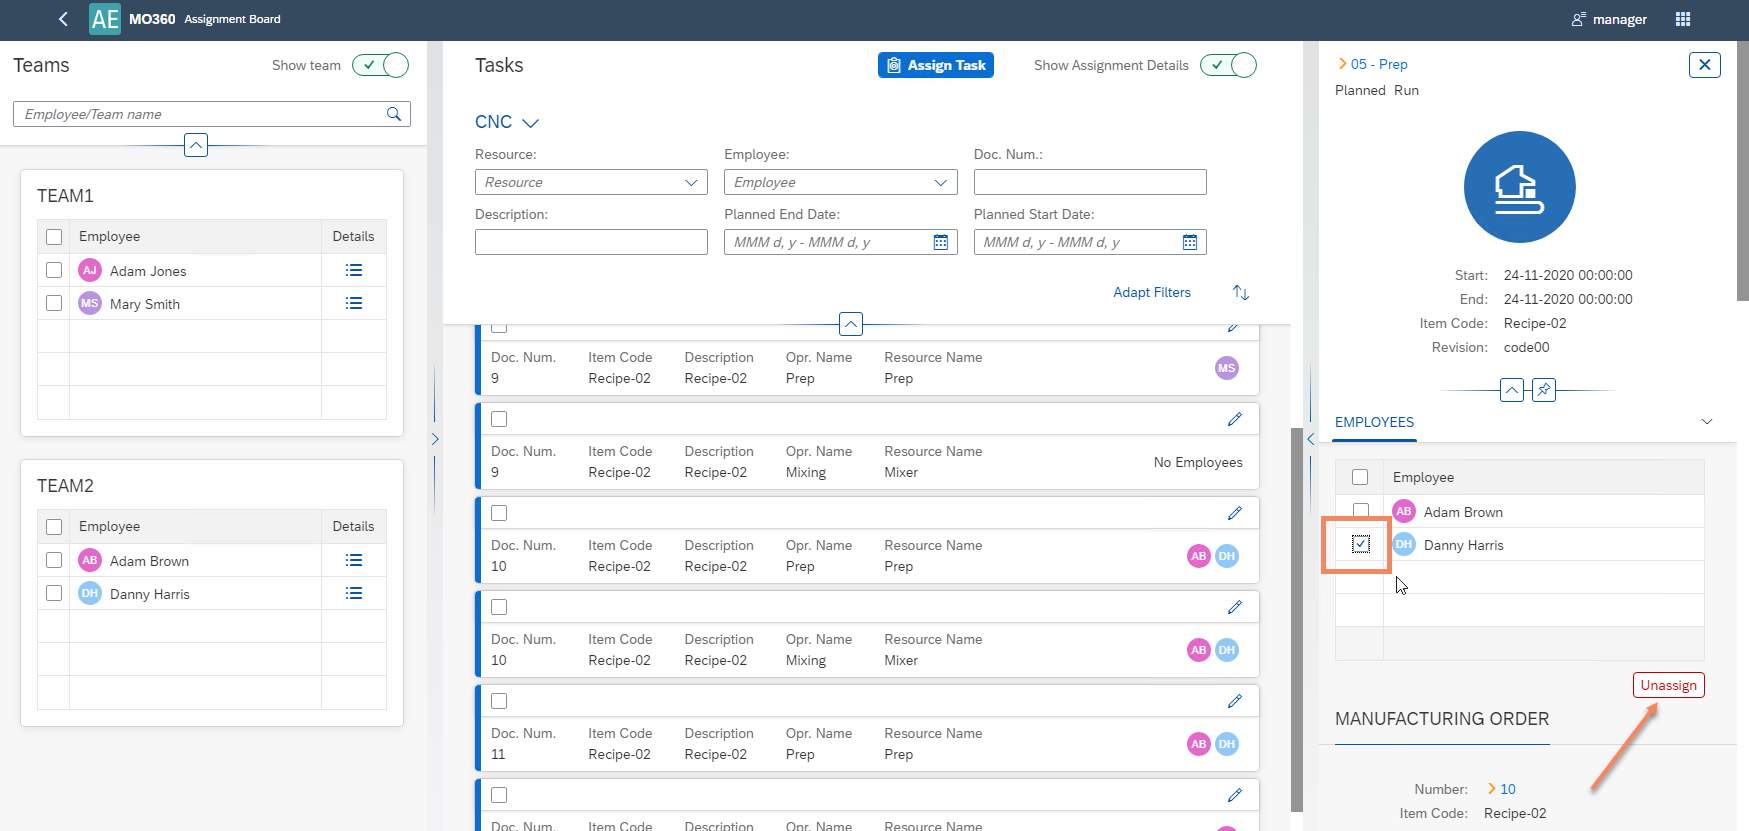 AE MO360 Assignment Board
manager
Teams
Show team
Employee/Team name
TEAM1
Employee Details
AJ Adam Jones
MS Mary Smith
TEAM2
Employee Details
AB Adam Brown
DH Danny Harris
Tasks
Assign Task
Show Assignment Details
CNC
Resource: Employee: Doc. Num.:
Resource Employee
Description: Planned End Date: Planned Start Date:
MMM d, y - MMM d, y MMM d, y - MMM d, y
Adapt Filters
Doc. Num. Item Code Description Opr. Name Resource Name
9 Recipe-02 Recipe-02 Prep Prep
MS
Doc. Num. Item Code Description Opr. Name Resource Name
9 Recipe-02 Recipe-02 Mixing Mixer
No Employees
Doc. Num. Item Code Description Opr. Name Resource Name
10 Recipe-02 Recipe-02 Prep Prep
AB DH
Doc. Num. Item Code Description Opr. Name Resource Name
10 Recipe-02 Recipe-02 Mixing Mixer
AB DH
Doc. Num. Item Code Description Opr. Name Resource Name
11 Recipe-02 Recipe-02 Prep Prep
AB DH
Doc. Num. Item Code Description Opr. Name Resource Name
05 - Prep
Planned Run
Start: 24-11-2020 00:00:00
End: 24-11-2020 00:00:00
Item Code: Recipe-02
Revision: code00
EMPLOYEES
Employee
AB Adam Brown
DH Danny Harris
Unassign
MANUFACTURING ORDER
Number: 10
Item Code: Recipe-02